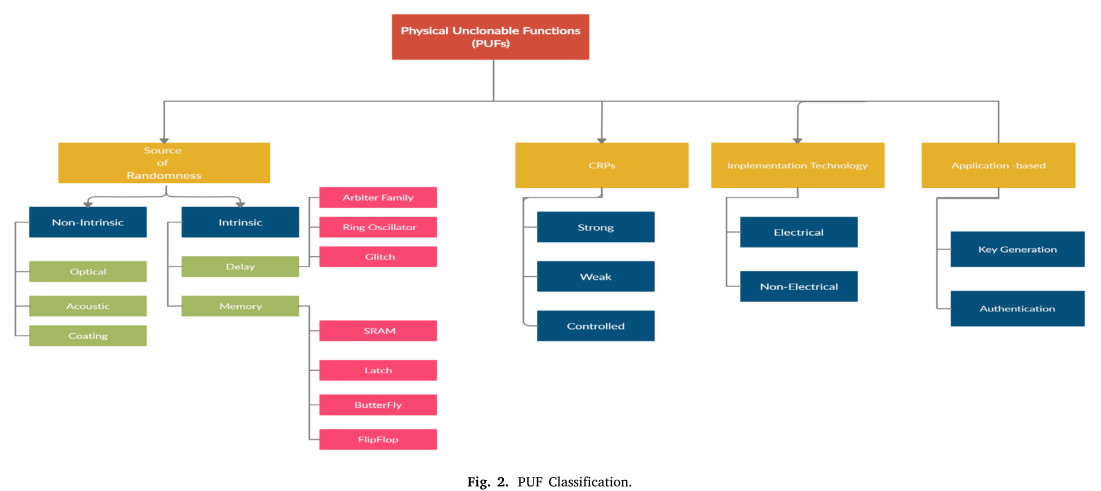 Physical Unclonable Functions
(PUFs)
Source
of
Randomness
CRPs
Implementation Technology
Application -based
Non-Intrinsic
Intrinsic
Optical
Acoustic
Coating
Delay
Memory
Arbiter Family
Ring Oscillator
Glitch
SRAM
Latch
ButterFly
FlipFlop
Strong
Weak
Controlled
Electrical
Non-Electrical
Key Generation
Authentication
Fig. 2. PUF Classification.